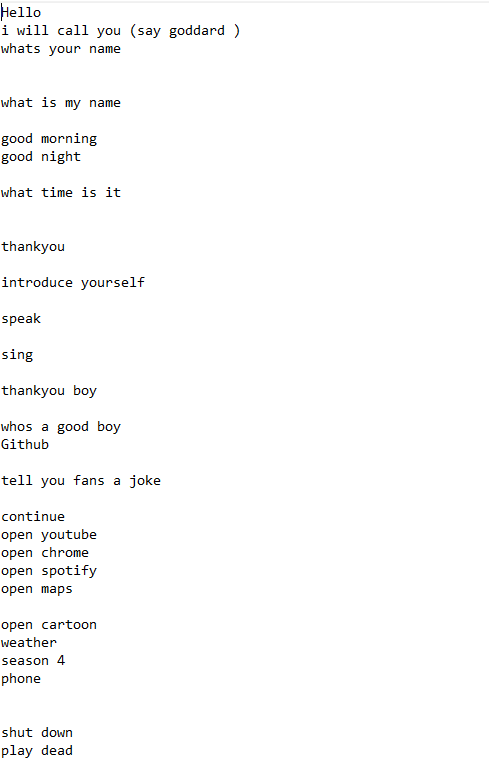 Hello
i will call you (say goddard )
whats your name
what is my name
good morning
good night
what time is it
thankyou
introduce yourself
speak
sing
thankyou boy
whos a good boy
Github
tell you fans a joke
continue
open youtube
open chrome
open spotify
open maps
open cartoon
weather
season 4
phone
shut down
play dead